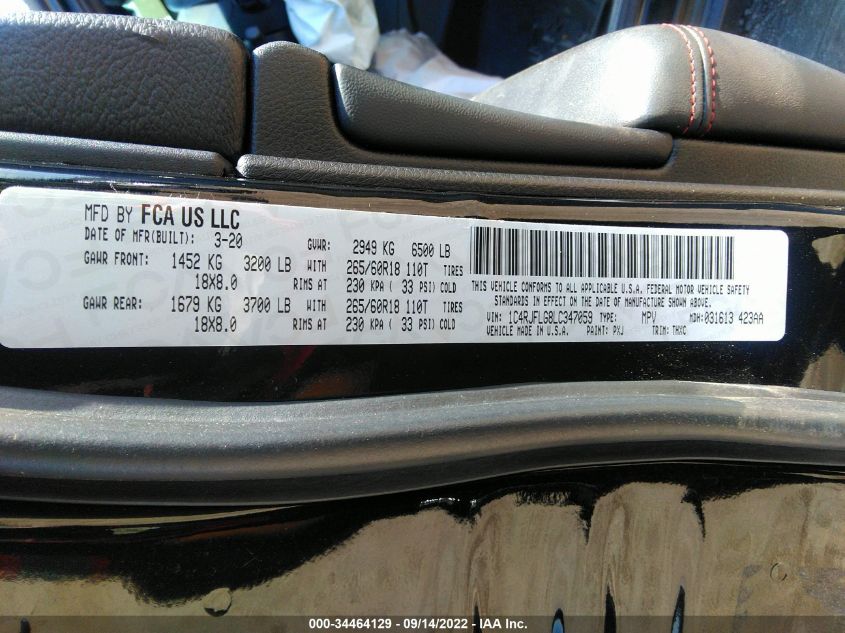 MFD BY FCA US LLC
DATE OF MFR(BUILT): 3-20 GVWR: 2949 KG 6500 LB
GAWR FRONT: 1452 KG 3200 LB WITH 265/60R18 110T TIRES
18X8.0 RIMS AT 230 KPA ( 33 PSI) COLD
GAWR REAR: 1679 KG 3700 LB WITH 265/60R18 110T TIRES
18X8.0 RIMS AT 230 KPA ( 33 PSI) COLD
THIS VEHICLE CONFORMS TO ALL APPLICABLE U.S.A. FEDERAL MOTOR VEHICLE SAFETY
STANDARDS IN EFFECT ON THE DATE OF MANUFACTURE SHOWN ABOVE.
VIN: 1C4RJFLG8LC347059 TYPE: MPV MDH: 031613 423AA
VEHICLE MADE IN U.S.A. PAINT: PXJ TRIM: THXC
000-34464129 - 09/14/2022 - IAA Inc.